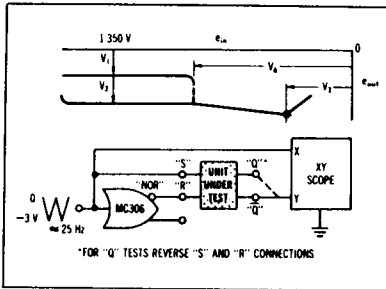 1 350 V
e_in
0
V₁
V₂
V₆
V₃
e_out
"S"
"Q"*
X
"NOR"
"R"
UNIT UNDER TEST
XY SCOPE
0
−3 V
≈ 25 Hz
MC306
"Q̅"
Y
*FOR "Q" TESTS REVERSE "S" AND "R" CONNECTIONS